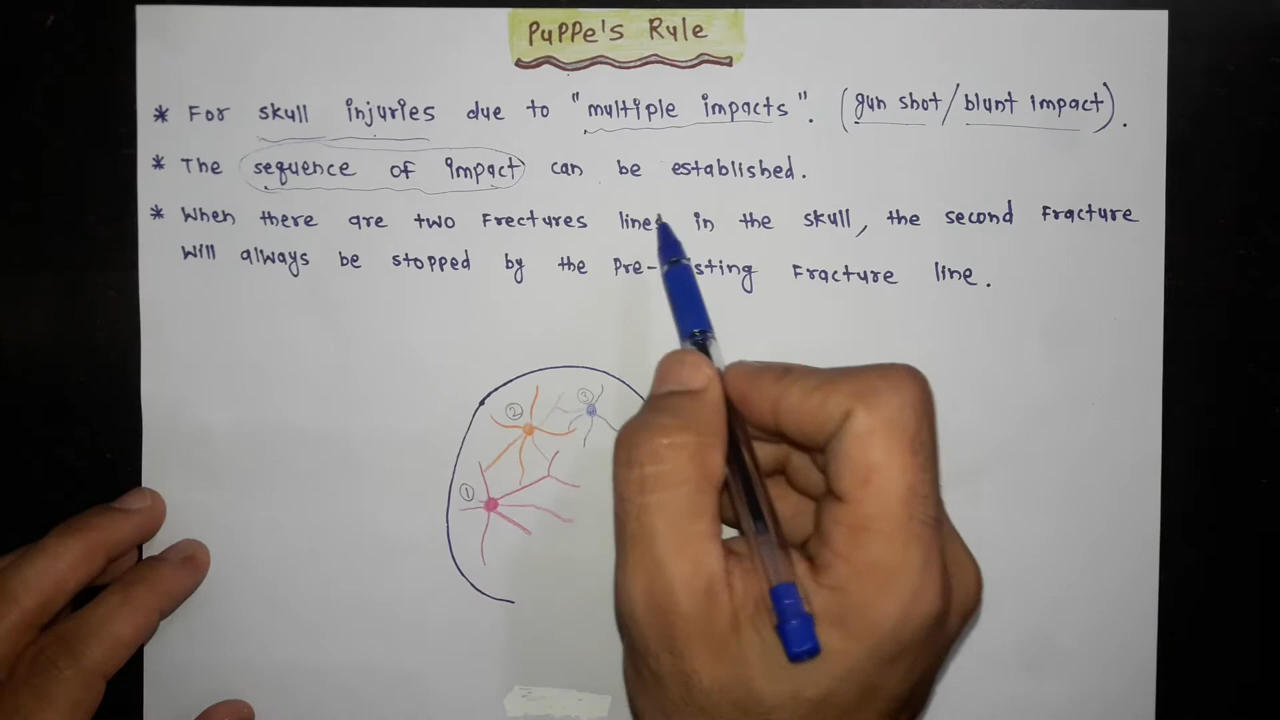 PuPPe's Rule
* For skull injuries due to "multiple impacts". (gun shot/blunt impact).
* The sequence of impact can be established.
* When there are two Frectures lines in the skull, the second Fracture
will always be stopped by the Pre- sting Fracture line.
② ③
①